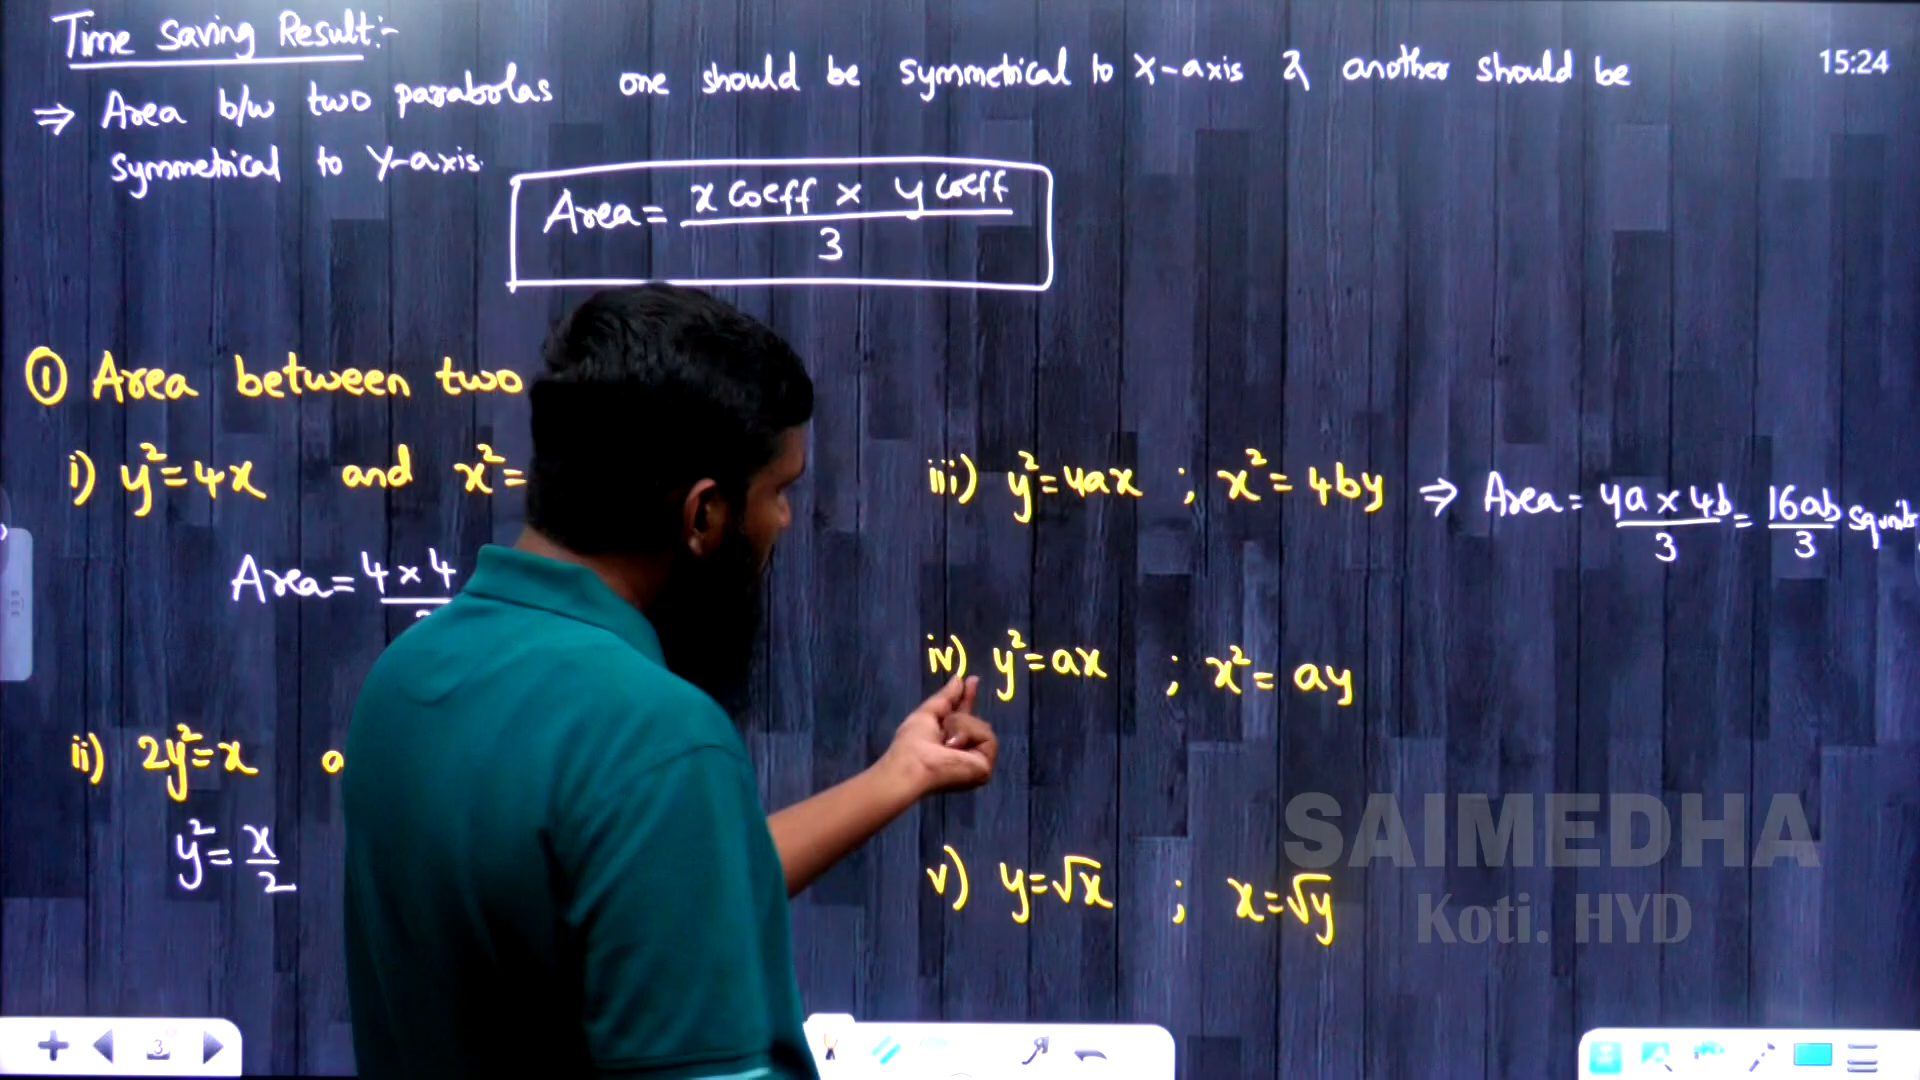 Time Saving Result:-
15:24
⇒ Area b/w two parabolas one should be symmetrical to X-axis & another should be
symmetrical to Y-axis.
Area = x coeff × y coeff / 3
① Area between two
i) y² = 4x and x² =
Area = 4 × 4
ii) 2y² = x
y² = x/2
iii) y² = 4ax ; x² = 4by ⇒ Area = 4a × 4b / 3 = 16ab / 3 sq units
iv) y² = ax ; x² = ay
v) y = √x ; x = √y
SAIMEDHA
Koti. HYD
3